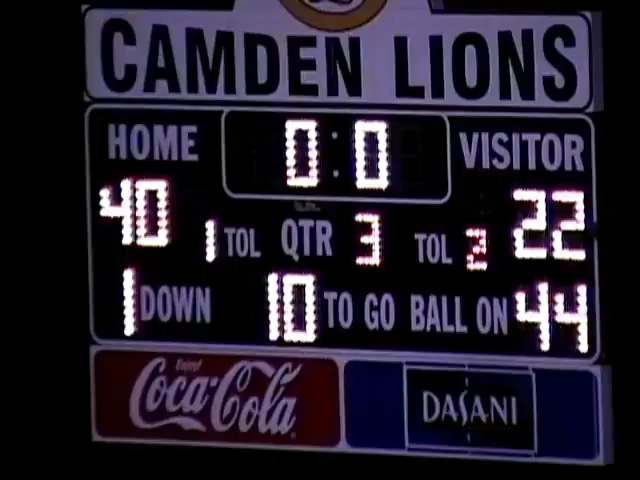 CAMDEN LIONS
HOME 0:0 VISITOR
40 1 TOL QTR 3 TOL 2 22
1 DOWN 10 TO GO BALL ON 44
Enjoy
Coca-Cola DASANI